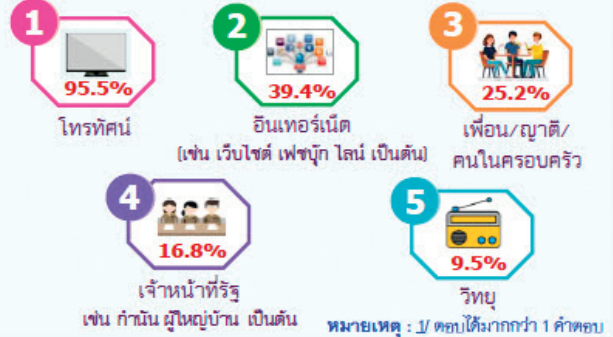 1
95.5%
โทรทัศน์
2
39.4%
อินเทอร์เน็ต
(เช่น เว็บไซต์ เฟซบุ๊ก ไลน์ เป็นต้น)
3
25.2%
เพื่อน/ญาติ/
คนในครอบครัว
4
16.8%
เจ้าหน้าที่รัฐ
เช่น กำนัน ผู้ใหญ่บ้าน เป็นต้น
5
9.5%
วิทยุ
หมายเหตุ : 1/ ตอบได้มากกว่า 1 คำตอบ